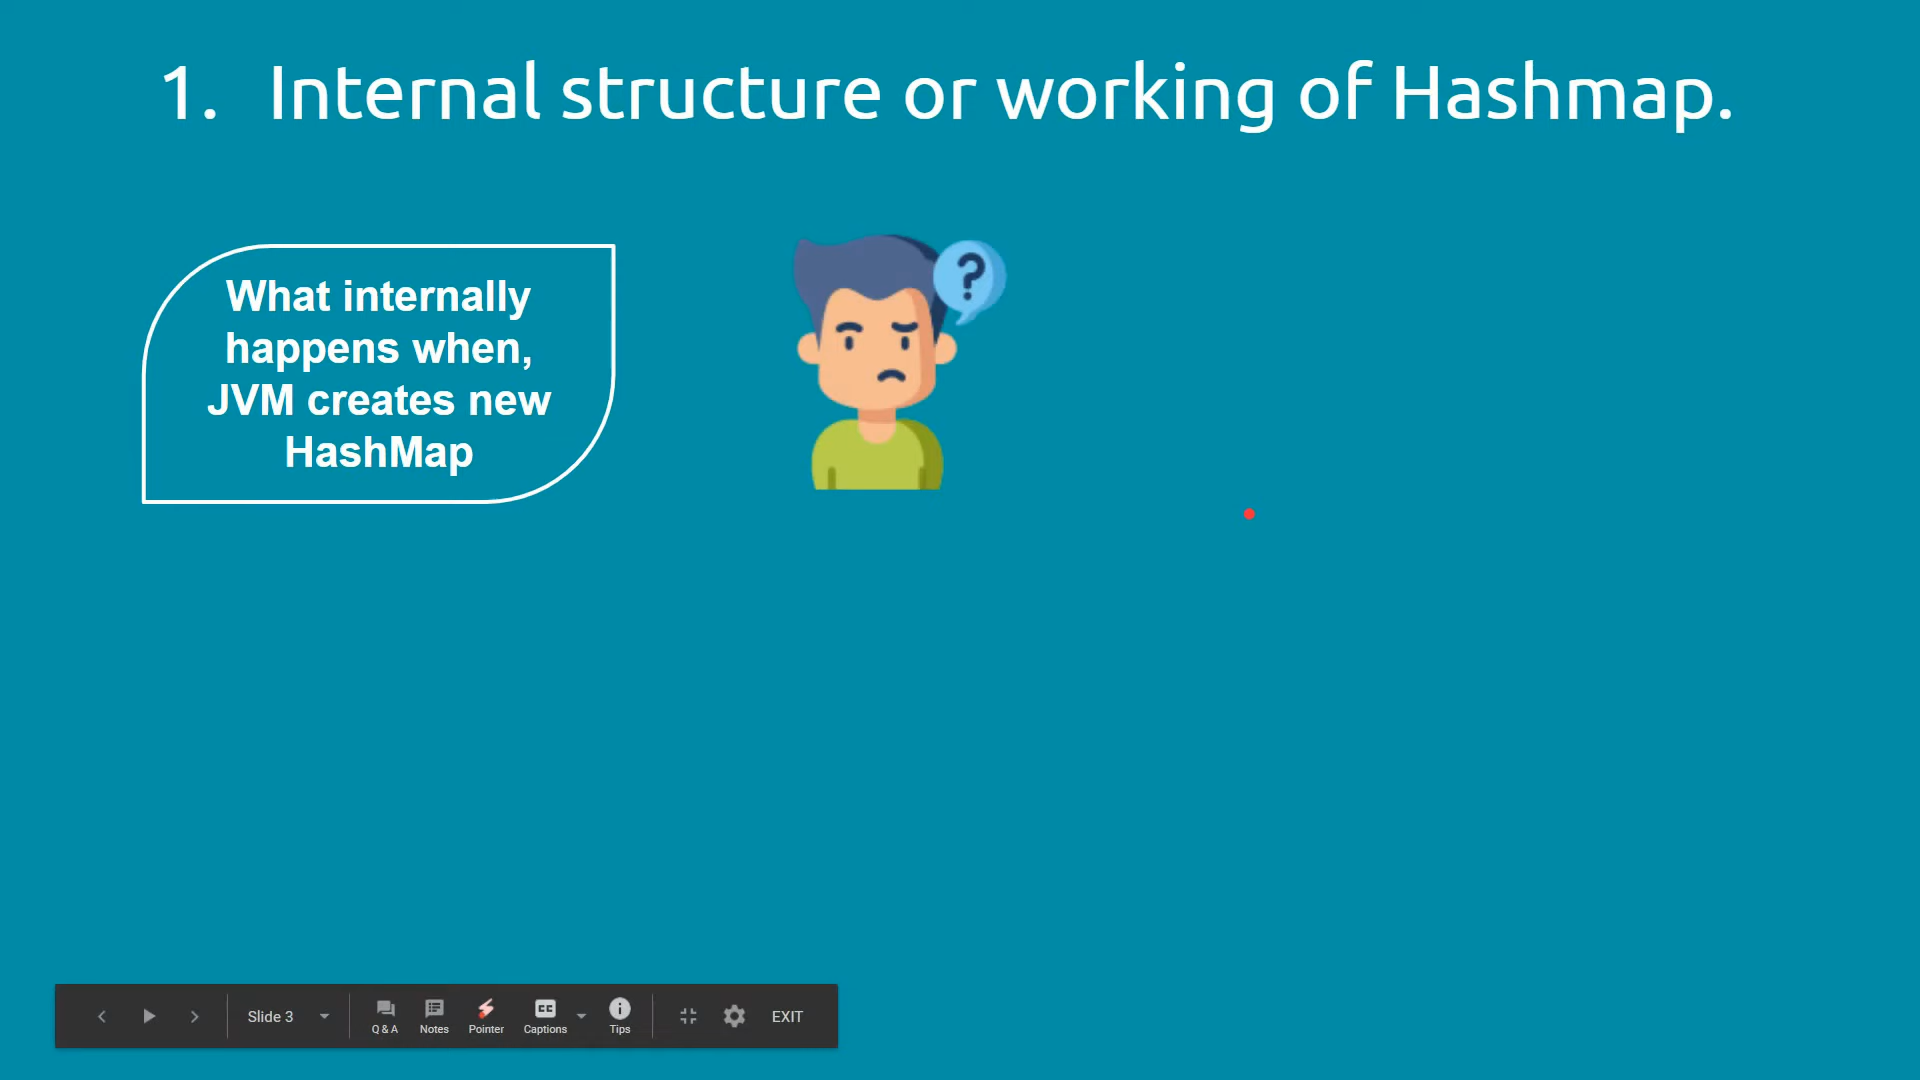 1. Internal structure or working of Hashmap.
What internally
happens when,
JVM creates new
HashMap
?
Slide 3
Q & A
Notes
Pointer
CC
Captions
Tips
EXIT